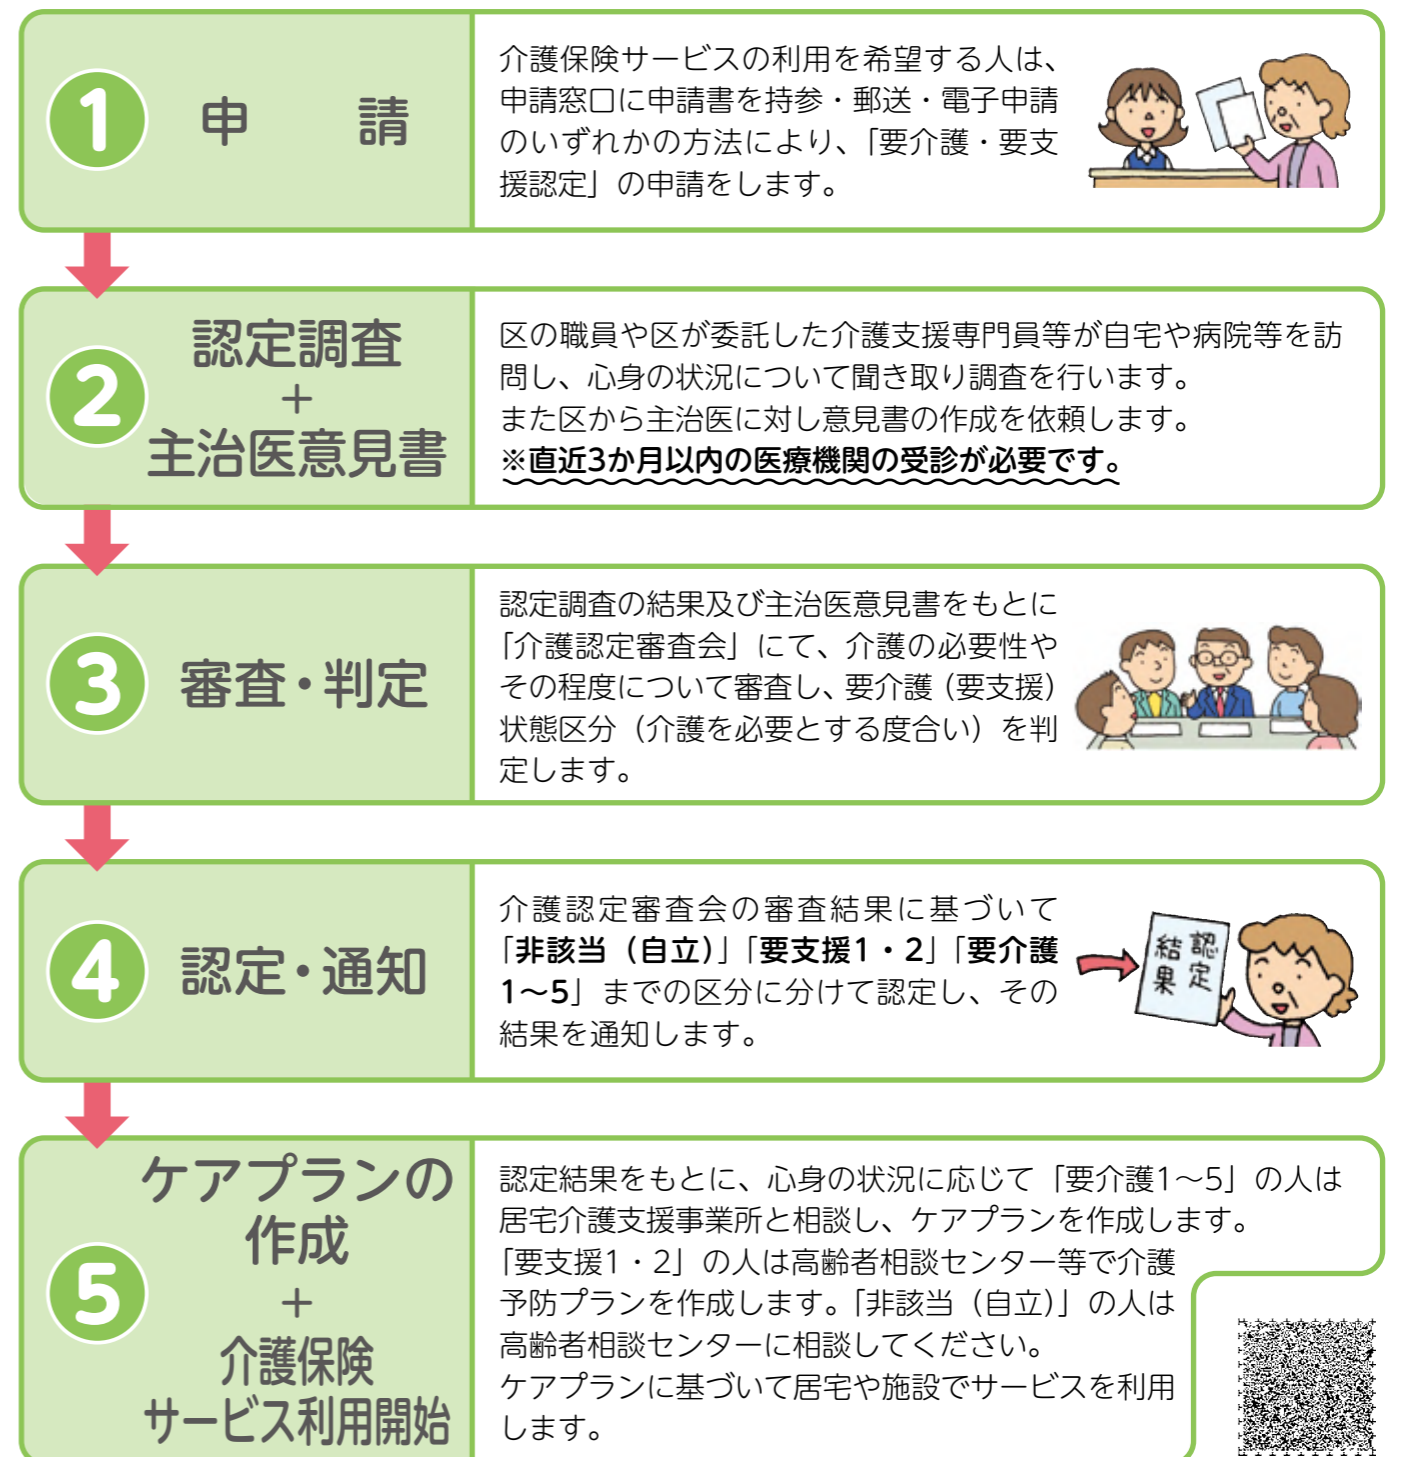 1
申請
介護保険サービスの利用を希望する人は、
申請窓口に申請書を持参・郵送・電子申請
のいずれかの方法により、「要介護・要支
援認定」の申請をします。
2
認定調査
+
主治医意見書
区の職員や区が委託した介護支援専門員等が自宅や病院等を訪
問し、心身の状況について聞き取り調査を行います。
また区から主治医に対し意見書の作成を依頼します。
※直近3か月以内の医療機関の受診が必要です。
3
審査・判定
認定調査の結果及び主治医意見書をもとに
「介護認定審査会」にて、介護の必要性や
その程度について審査し、要介護(要支援)
状態区分(介護を必要とする度合い)を判
定します。
4
認定・通知
介護認定審査会の審査結果に基づいて
「非該当(自立)」「要支援1・2」「要介護
1〜5」までの区分に分けて認定し、その
結果を通知します。
認定
結果
5
ケアプランの
作成
+
介護保険
サービス利用開始
認定結果をもとに、心身の状況に応じて「要介護1〜5」の人は
居宅介護支援事業所と相談し、ケアプランを作成します。
「要支援1・2」の人は高齢者相談センター等で介護
予防プランを作成します。「非該当(自立)」の人は
高齢者相談センターに相談してください。
ケアプランに基づいて居宅や施設でサービスを利用
します。